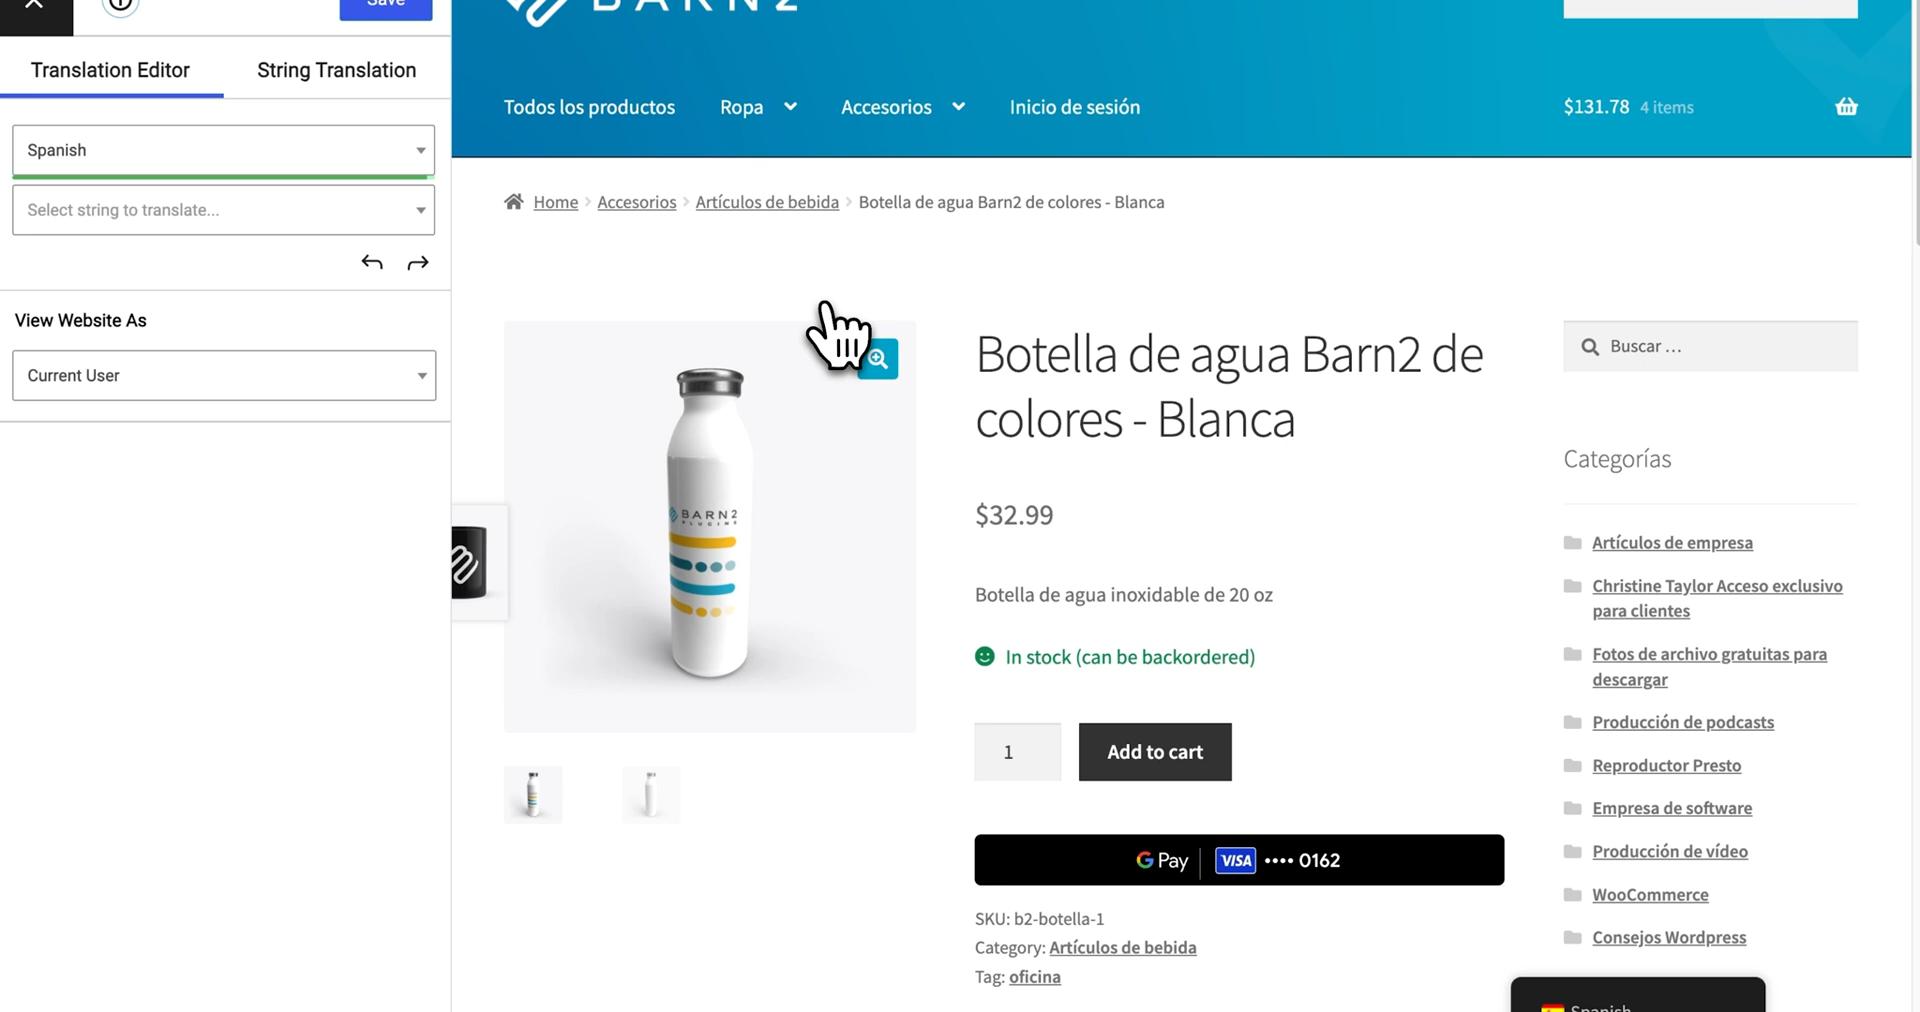 Save
BARN2
Translation Editor
String Translation
Todos los productos
Ropa
Accesorios
Inicio de sesión
$131.78 4 items
Spanish
Select string to translate...
Home
Accesorios
Artículos de bebida
Botella de agua Barn2 de colores - Blanca
View Website As
Current User
Botella de agua Barn2 de
colores - Blanca
$32.99
Botella de agua inoxidable de 20 oz
In stock (can be backordered)
1
Add to cart
G Pay
VISA
•••• 0162
SKU: b2-botella-1
Category: Artículos de bebida
Tag: oficina
BARN2
PLUGINS
Buscar …
Categorías
Artículos de empresa
Christine Taylor Acceso exclusivo
para clientes
Fotos de archivo gratuitas para
descargar
Producción de podcasts
Reproductor Presto
Empresa de software
Producción de vídeo
WooCommerce
Consejos Wordpress
Spanish